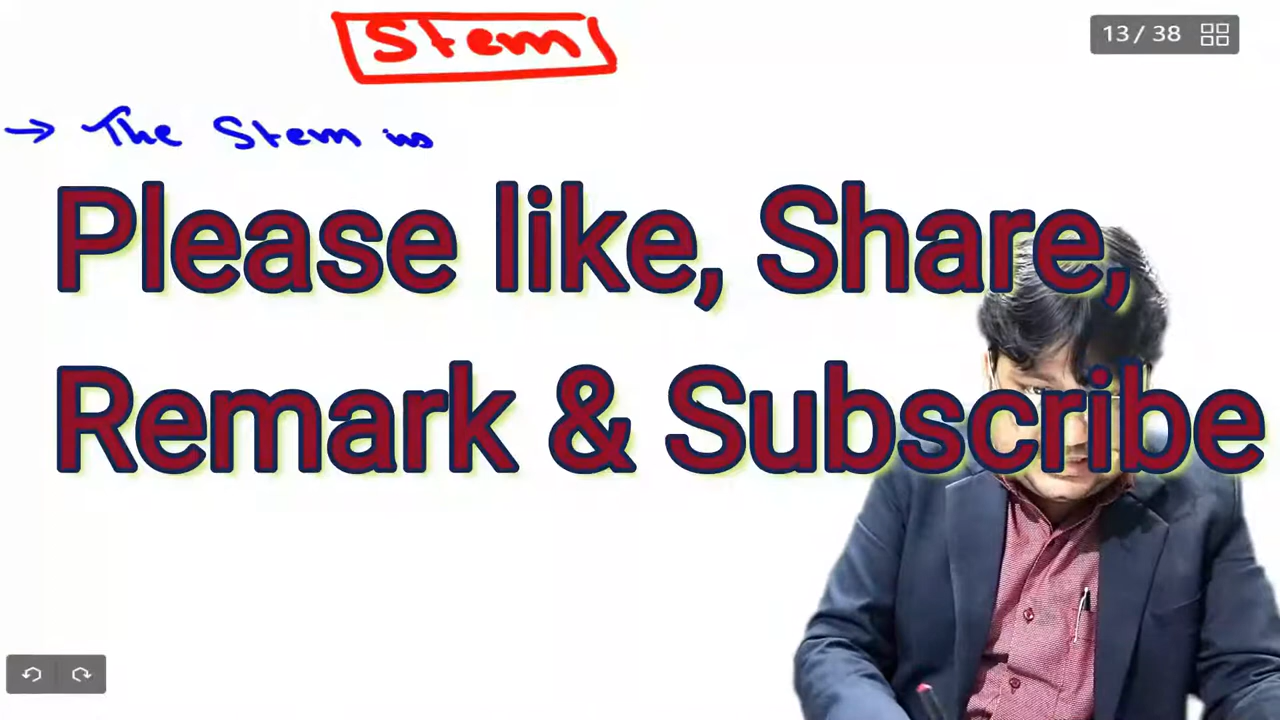 Stem
13 / 38
→ The Stem is
Please like, Share,
Remark & Subscribe